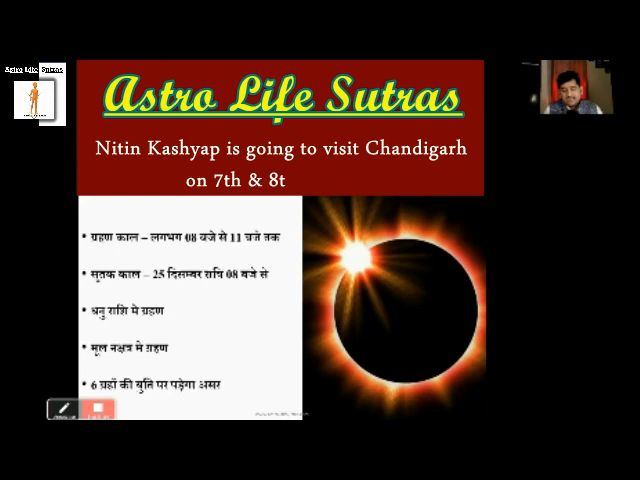 Astro Life Sutras
Astro Life Sutras
Nitin Kashyap is going to visit Chandigarh
on 7th & 8t
• ग्रहण काल – लगभग 08 बजे से 11 बजे तक
• सूतक काल – 25 दिसम्बर रात्रि 08 बजे से
• धनु राशि मे ग्रहण
• मूल नक्षत्र मे ग्रहण
• 6 ग्रहों की युति पर पड़ेगा असर